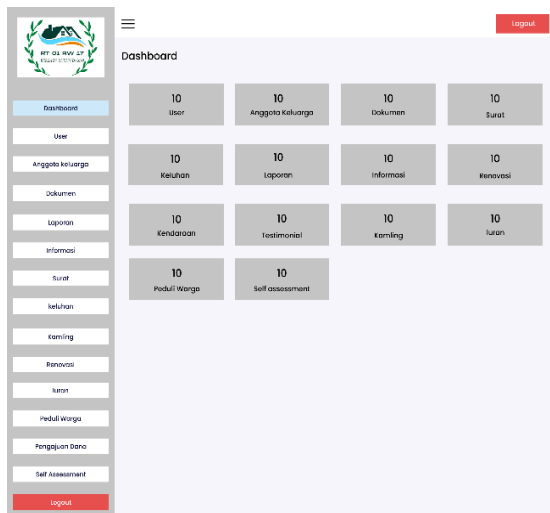 RT 01 RW 17
Dashboard
User
Anggota keluarga
Dokumen
Laporan
Informasi
Surat
keluhan
Kamling
Renovasi
Iuran
Peduli Warga
Pengajuan Dana
Self Assessment
Logout
Logout
Dashboard
10
User
10
Anggota Keluarga
10
Dokumen
10
Surat
10
Keluhan
10
Laporan
10
Informasi
10
Renovasi
10
Kendaraan
10
Testimonial
10
Kamling
10
Iuran
10
Peduli Warga
10
Self assessment